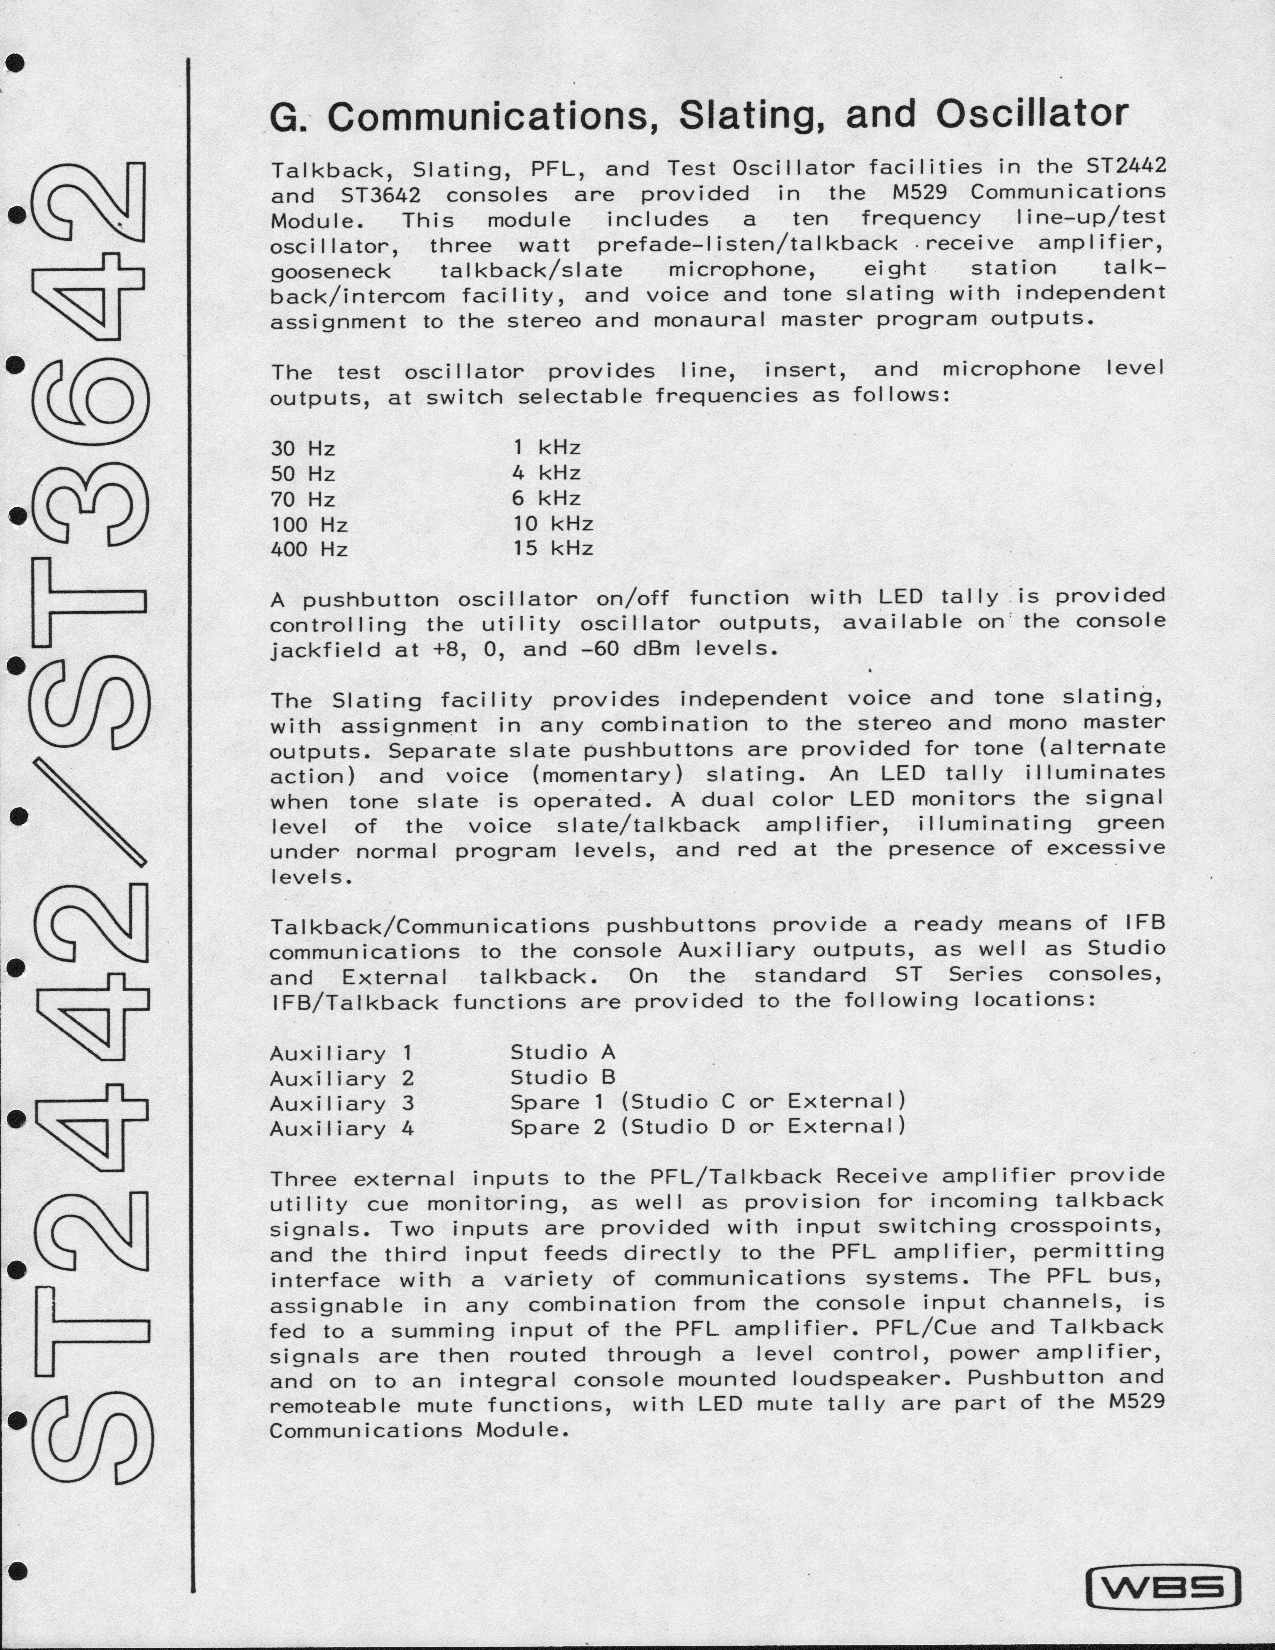 ST2442/ST3642
G. Communications, Slating, and Oscillator
Talkback, Slating, PFL, and Test Oscillator facilities in the ST2442
and ST3642 consoles are provided in the M529 Communications
Module. This module includes a ten frequency line-up/test
oscillator, three watt prefade-listen/talkback receive amplifier,
gooseneck talkback/slate microphone, eight station talk-
back/intercom facility, and voice and tone slating with independent
assignment to the stereo and monaural master program outputs.
The test oscillator provides line, insert, and microphone level
outputs, at switch selectable frequencies as follows:
30 Hz 1 kHz
50 Hz 4 kHz
70 Hz 6 kHz
100 Hz 10 kHz
400 Hz 15 kHz
A pushbutton oscillator on/off function with LED tally is provided
controlling the utility oscillator outputs, available on the console
jackfield at +8, 0, and -60 dBm levels.
The Slating facility provides independent voice and tone slating,
with assignment in any combination to the stereo and mono master
outputs. Separate slate pushbuttons are provided for tone (alternate
action) and voice (momentary) slating. An LED tally illuminates
when tone slate is operated. A dual color LED monitors the signal
level of the voice slate/talkback amplifier, illuminating green
under normal program levels, and red at the presence of excessive
levels.
Talkback/Communications pushbuttons provide a ready means of IFB
communications to the console Auxiliary outputs, as well as Studio
and External talkback. On the standard ST Series consoles,
IFB/Talkback functions are provided to the following locations:
Auxiliary 1 Studio A
Auxiliary 2 Studio B
Auxiliary 3 Spare 1 (Studio C or External)
Auxiliary 4 Spare 2 (Studio D or External)
Three external inputs to the PFL/Talkback Receive amplifier provide
utility cue monitoring, as well as provision for incoming talkback
signals. Two inputs are provided with input switching crosspoints,
and the third input feeds directly to the PFL amplifier, permitting
interface with a variety of communications systems. The PFL bus,
assignable in any combination from the console input channels, is
fed to a summing input of the PFL amplifier. PFL/Cue and Talkback
signals are then routed through a level control, power amplifier,
and on to an integral console mounted loudspeaker. Pushbutton and
remoteable mute functions, with LED mute tally are part of the M529
Communications Module.
WBS